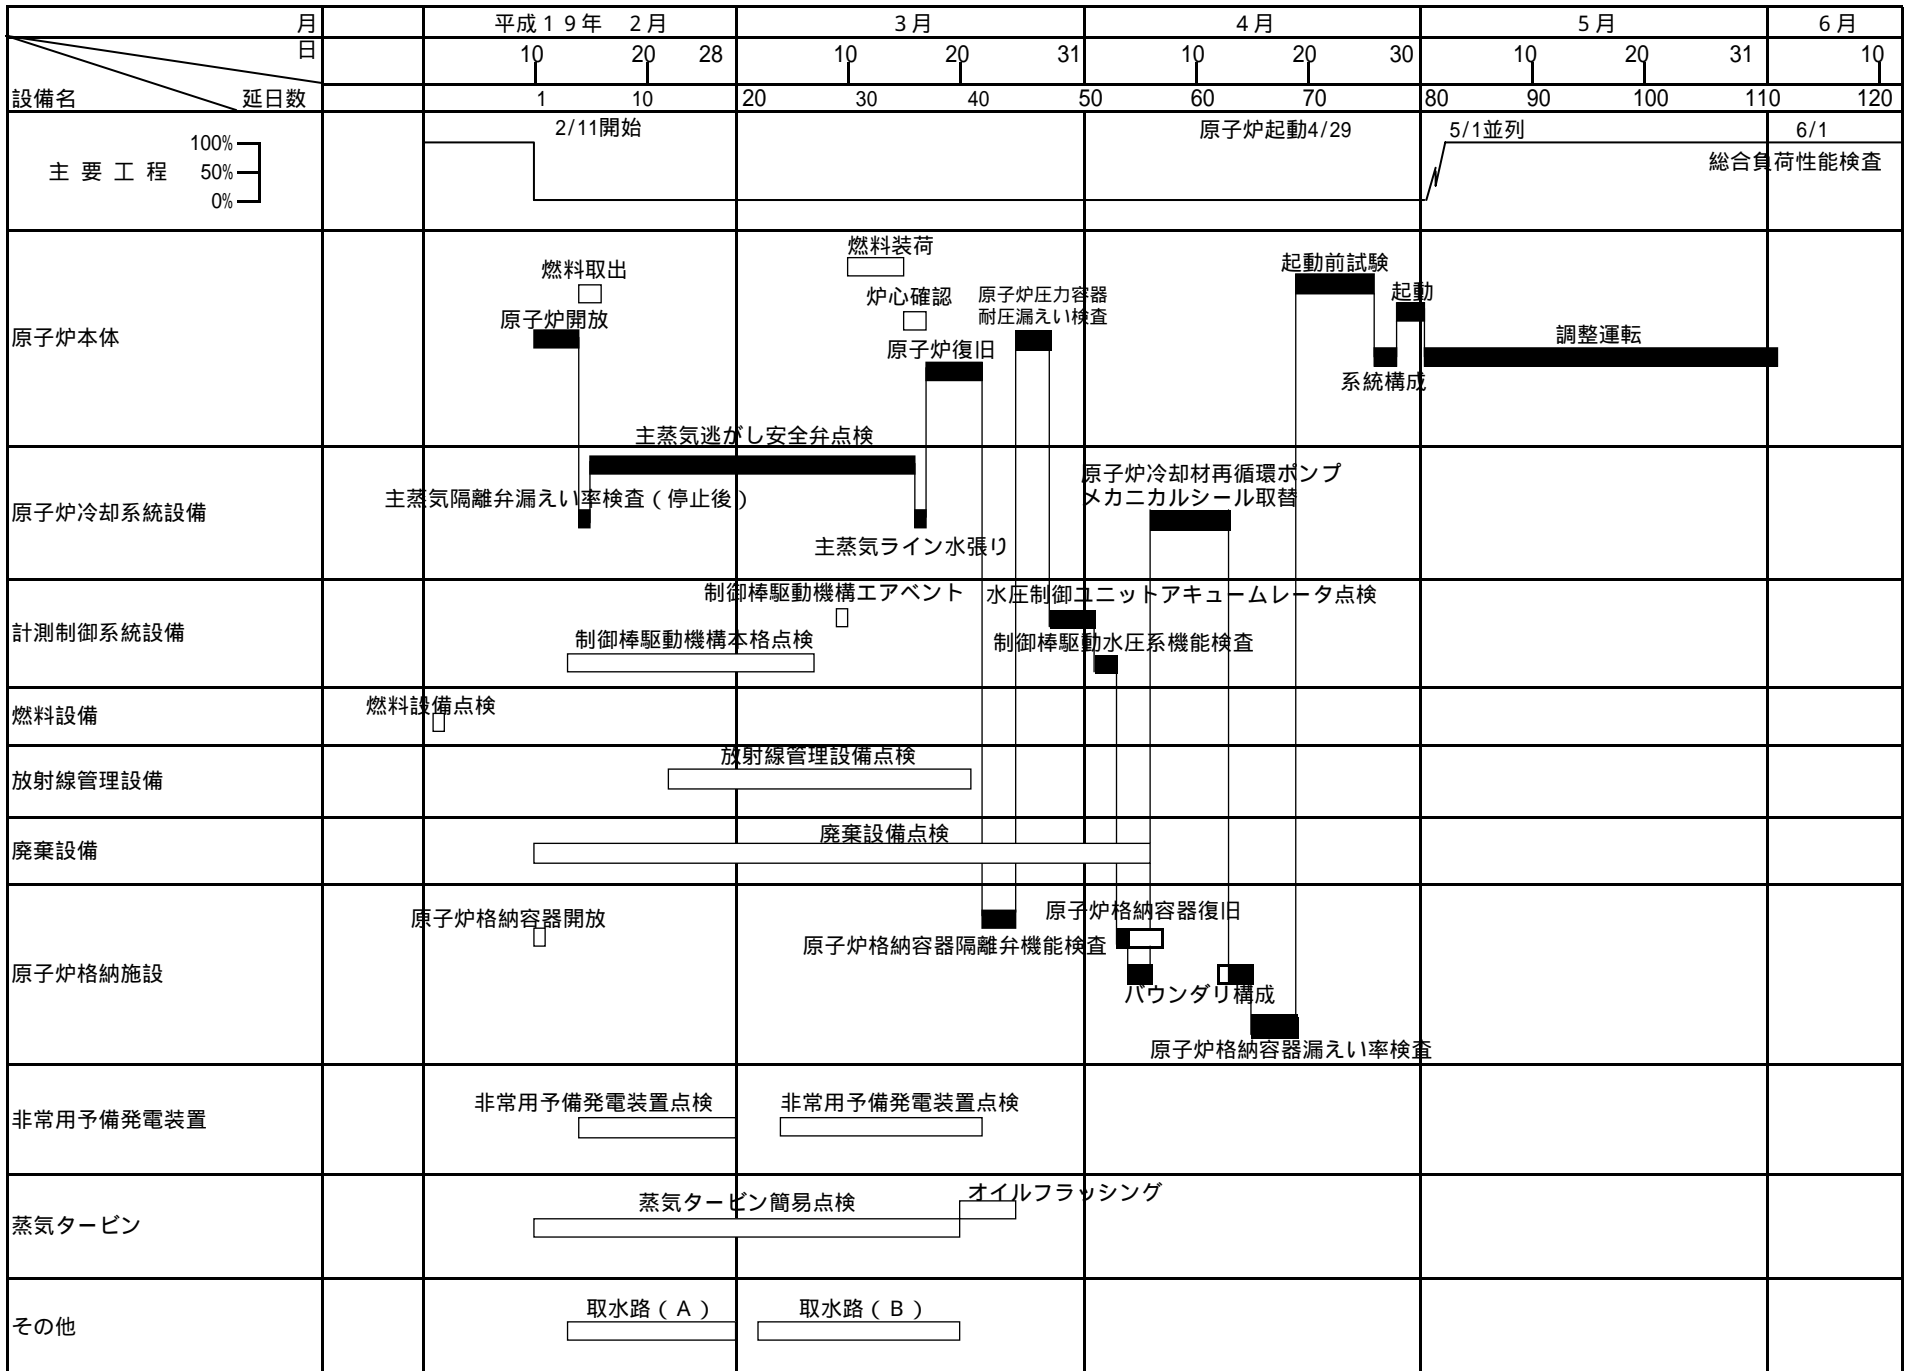 月 平成１９年 2月 3月 4月 5月 6月
日 10 20 28 10 20 31 10 20 30 10 20 31 10
設備名 延日数 1 10 20 30 40 50 60 70 80 90 100 110 120
2/11開始 原子炉起動4/29 5/1並列 6/1
総合負荷性能検査
主要工程
100%
50%
0%
原子炉本体
燃料装荷
燃料取出
炉心確認
原子炉圧力容器
耐圧漏えい検査
起動前試験
起動
原子炉開放
原子炉復旧
調整運転
系統構成
原子炉冷却系統設備
主蒸気逃がし安全弁点検
原子炉冷却材再循環ポンプ
メカニカルシール取替
主蒸気隔離弁漏えい率検査（停止後）
主蒸気ライン水張り
計測制御系統設備
制御棒駆動機構エアベント
水圧制御ユニットアキュームレータ点検
制御棒駆動機構本格点検
制御棒駆動水圧系機能検査
燃料設備
燃料設備点検
放射線管理設備
放射線管理設備点検
廃棄設備
廃棄設備点検
原子炉格納施設
原子炉格納容器開放
原子炉格納容器復旧
原子炉格納容器隔離弁機能検査
バウンダリ構成
原子炉格納容器漏えい率検査
非常用予備発電装置
非常用予備発電装置点検
非常用予備発電装置点検
蒸気タービン
蒸気タービン簡易点検
オイルフラッシング
その他
取水路（Ａ）
取水路（Ｂ）